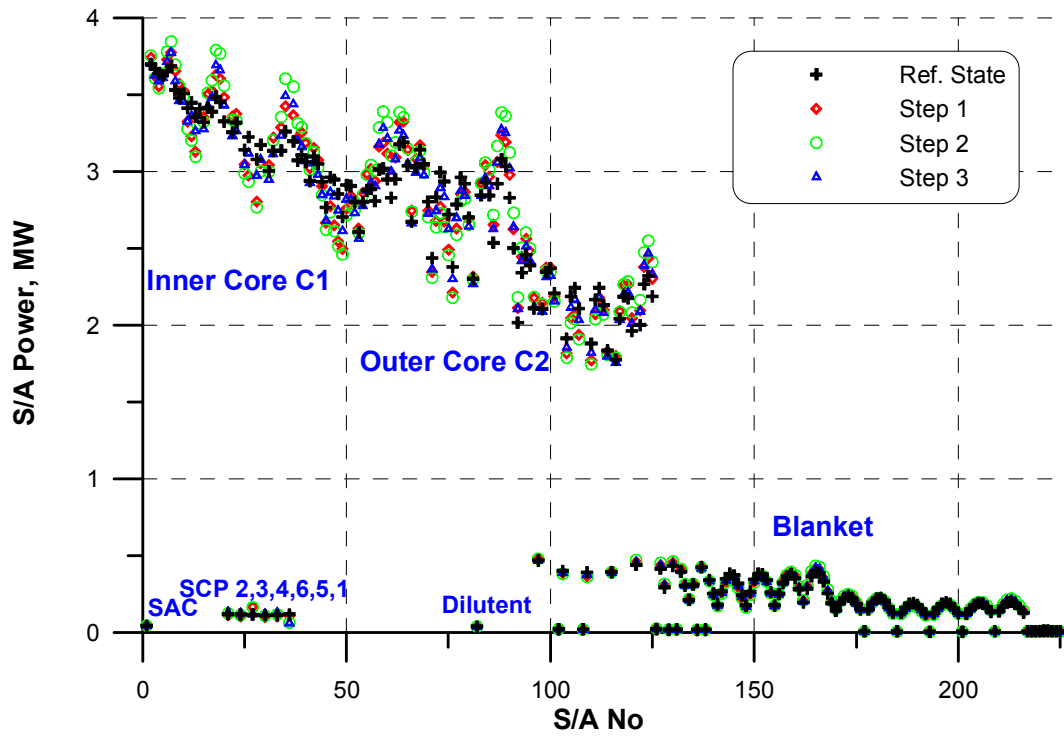 4
3
2
1
0
S/A Power, MW
Ref. State
Step 1
Step 2
Step 3
Inner Core C1
Outer Core C2
Blanket
SCP 2,3,4,6,5,1
SAC
Dilutent
0
50
100
150
200
S/A No